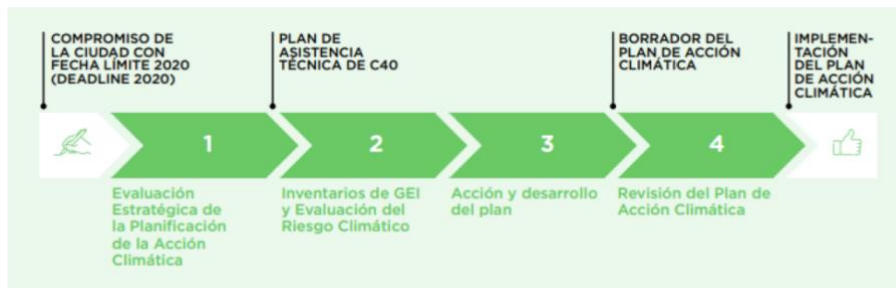 COMPROMISO DE
LA CIUDAD CON
FECHA LÍMITE 2020
(DEADLINE 2020)
PLAN DE
ASISTENCIA
TÉCNICA DE C40
BORRADOR DEL
PLAN DE ACCIÓN
CLIMÁTICA
IMPLEMEN-
TACIÓN
DEL PLAN
DE ACCIÓN
CLIMÁTICA
1
2
3
4
Evaluación
Estratégica de
la Planificación
de la Acción
Climática
Inventarios de GEI
y Evaluación del
Riesgo Climático
Acción y desarrollo
del plan
Revisión del Plan de
Acción Climática